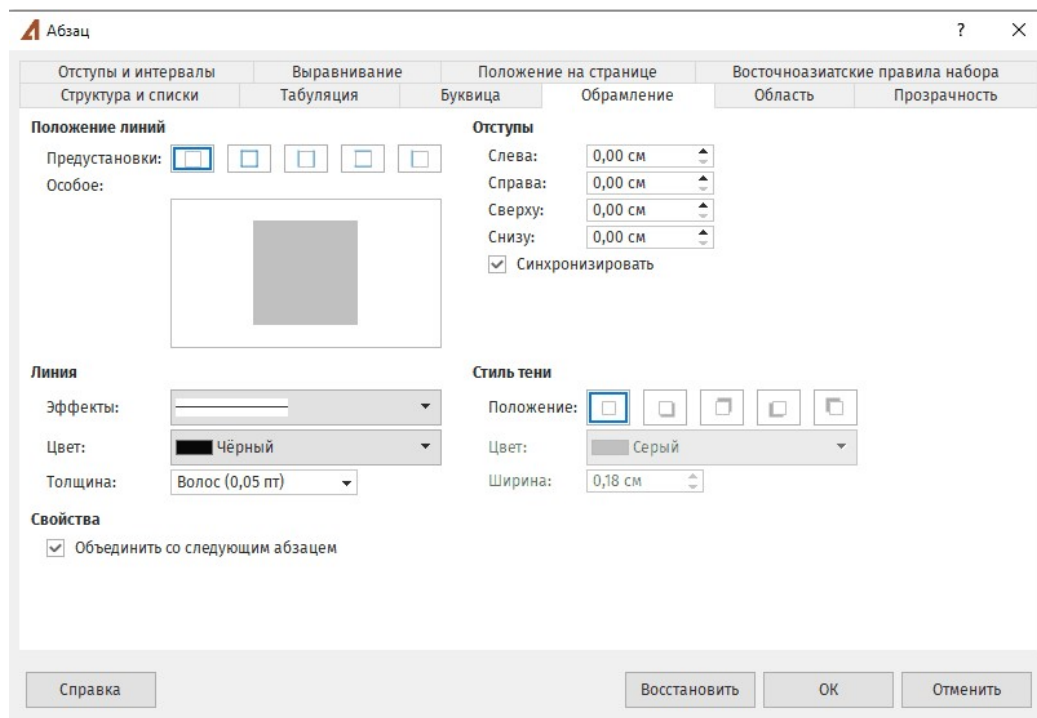 Абзац
?
Отступы и интервалы Выравнивание Положение на странице Восточноазиатские правила набора
Структура и списки Табуляция Буквица Обрамление Область Прозрачность
Положение линий
Предустановки:
Особое:
Отступы
Слева: 0,00 см
Справа: 0,00 см
Сверху: 0,00 см
Снизу: 0,00 см
Синхронизировать
Линия
Эффекты:
Цвет: Чёрный
Толщина: Волос (0,05 пт)
Стиль тени
Положение:
Цвет: Серый
Ширина: 0,18 см
Свойства
Объединить со следующим абзацем
Справка Восстановить ОК Отменить